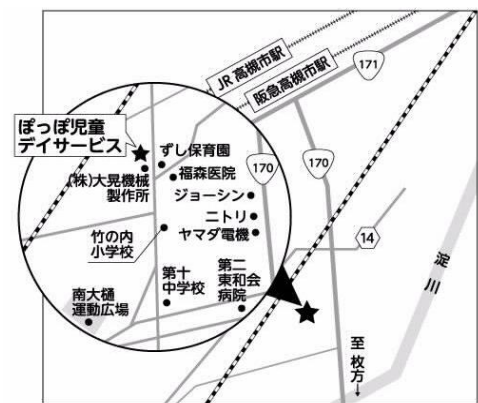 JR高槻市駅
阪急高槻市駅
171
ぽっぽ児童
デイサービス
ずし保育園
福森医院
(株)大晃機械
製作所
ジョーシン
170
170
ニトリ
ヤマダ電機
竹の内
小学校
14
淀川
第十
中学校
第二
東和会
病院
南大樋
運動広場
至枚方